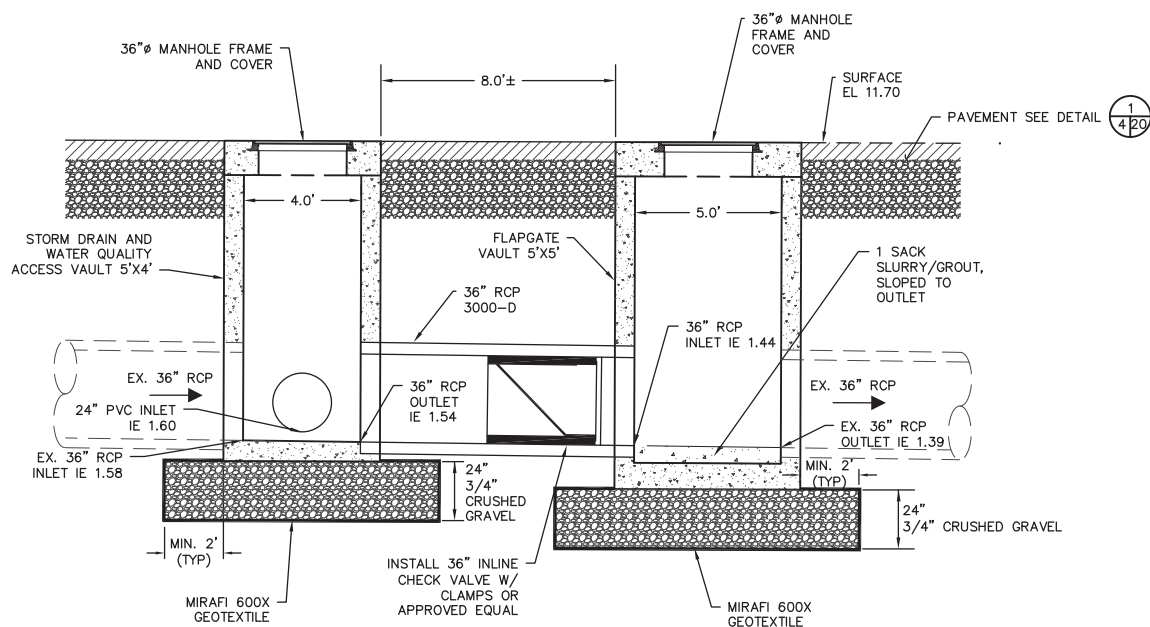 36"ø MANHOLE FRAME
AND COVER
8.0'±
36"ø MANHOLE
FRAME AND
COVER
SURFACE
EL 11.70
PAVEMENT SEE DETAIL
1
4 20
4.0'
5.0'
STORM DRAIN AND
WATER QUALITY
ACCESS VAULT 5'X4'
FLAPGATE
VAULT 5'X5'
1 SACK
SLURRY/GROUT,
SLOPED TO
OUTLET
36" RCP
3000-D
36" RCP
INLET IE 1.44
EX. 36" RCP
24" PVC INLET
IE 1.60
36" RCP
OUTLET
IE 1.54
EX. 36" RCP
EX. 36" RCP
INLET IE 1.58
EX. 36" RCP
OUTLET IE 1.39
MIN. 2'
(TYP)
24"
3/4"
CRUSHED
GRAVEL
24"
3/4" CRUSHED GRAVEL
MIN. 2'
(TYP)
INSTALL 36" INLINE
CHECK VALVE W/
CLAMPS OR
APPROVED EQUAL
MIRAFI 600X
GEOTEXTILE
MIRAFI 600X
GEOTEXTILE